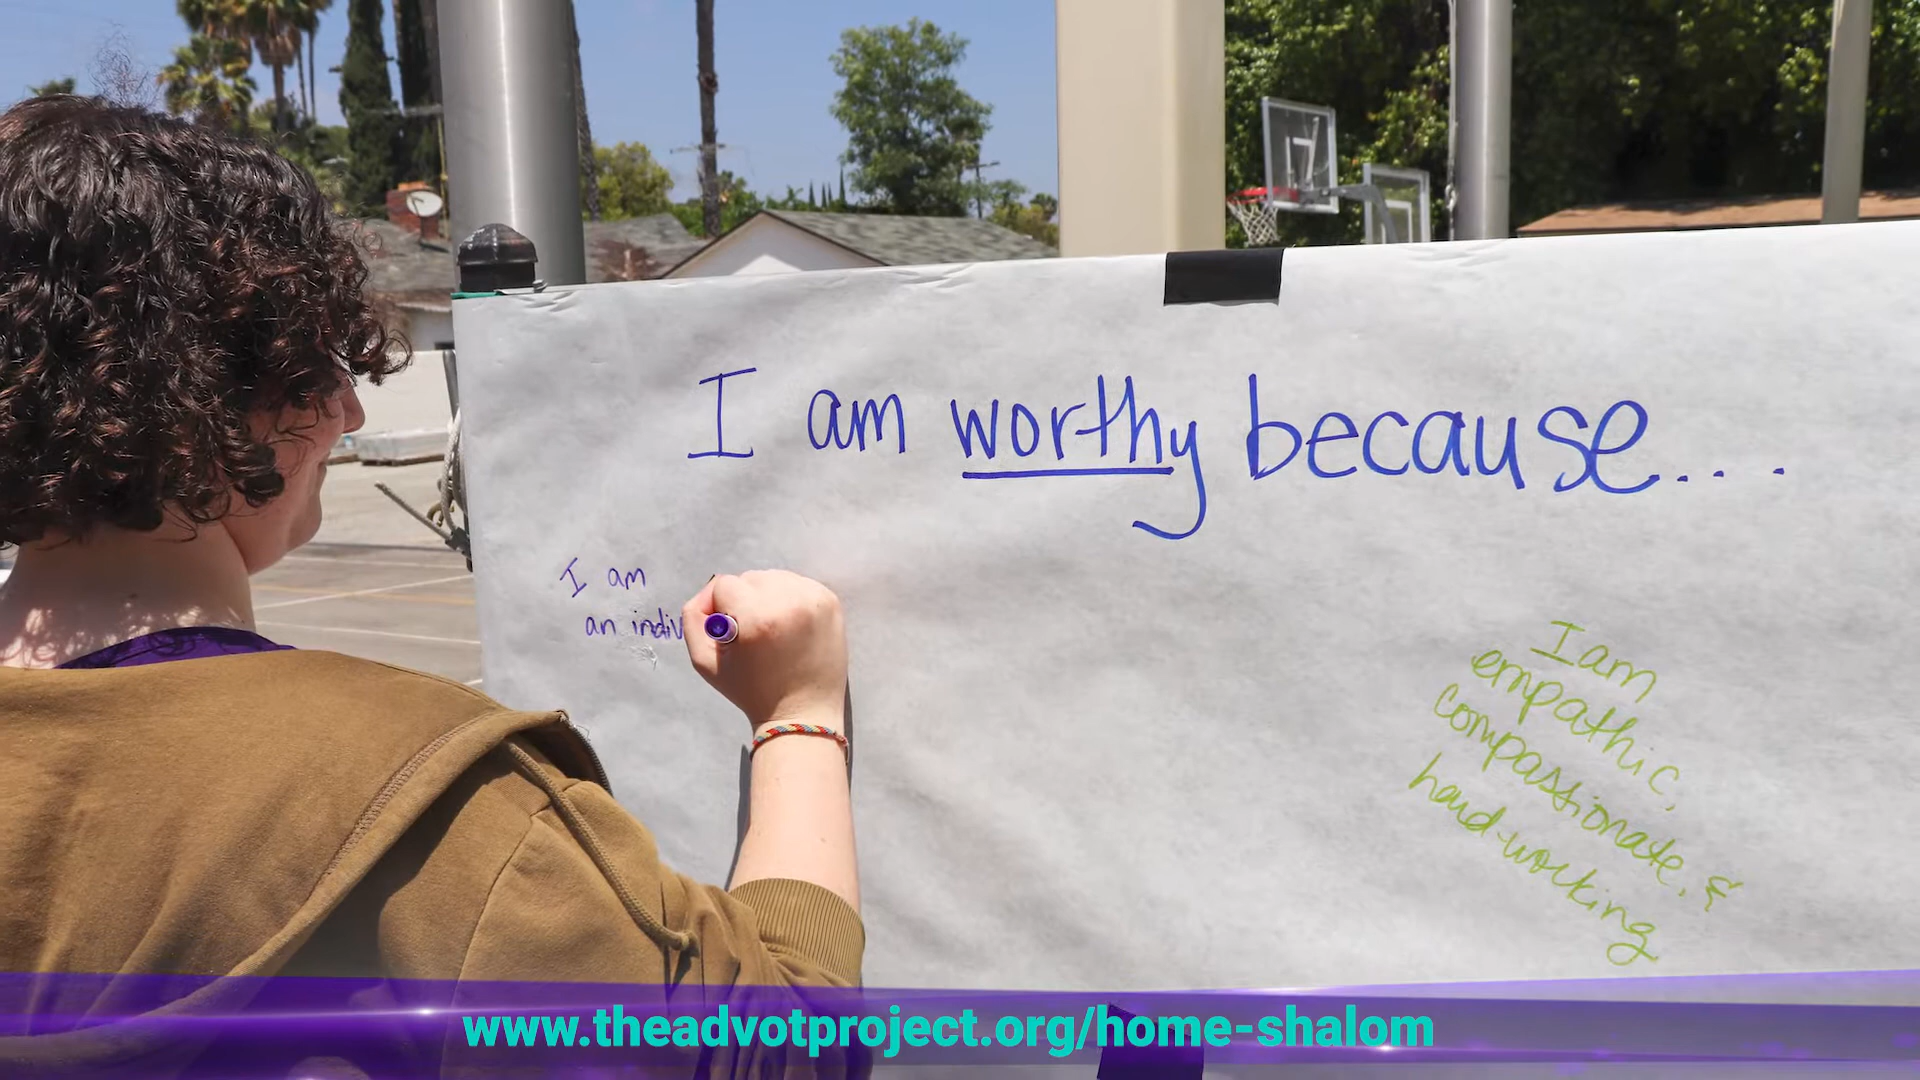 I am worthy because....
I am
an indiv
I am
empathic,
compassionate, &
hard-working
www.theadvotproject.org/home-shalom